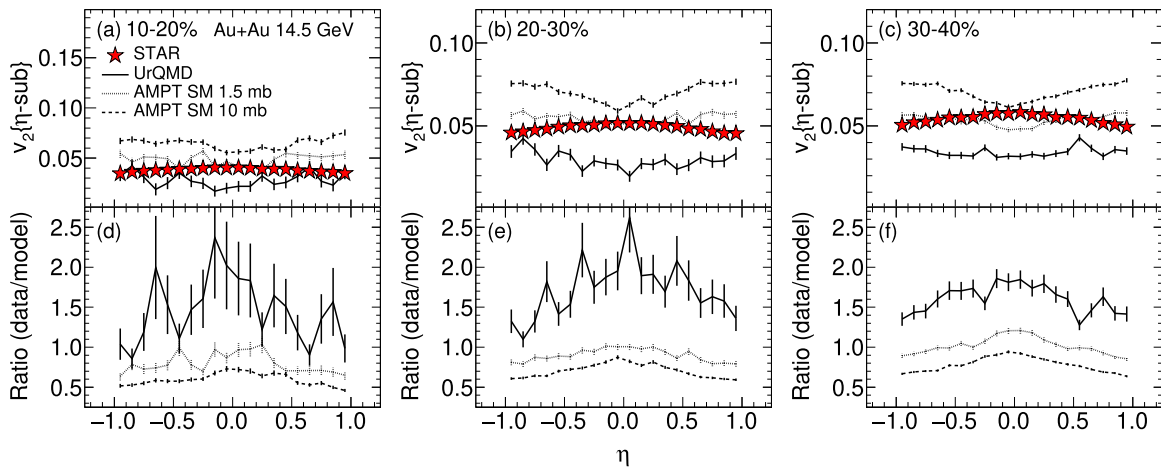 (a) 10-20% Au+Au 14.5 GeV
STAR
UrQMD
AMPT SM 1.5 mb
AMPT SM 10 mb
v2{η-sub}
0.15
0.10
0.05
(b) 20-30%
v2{η-sub}
0.10
0.05
(c) 30-40%
v2{η-sub}
0.10
0.05
(d)
Ratio (data/model)
2.5
2.0
1.5
1.0
0.5
−1.0 −0.5 0.0 0.5 1.0
(e)
Ratio (data/model)
2.5
2.0
1.5
1.0
0.5
−1.0 −0.5 0.0 0.5 1.0
(f)
Ratio (data/model)
2.5
2.0
1.5
1.0
0.5
−1.0 −0.5 0.0 0.5 1.0
η